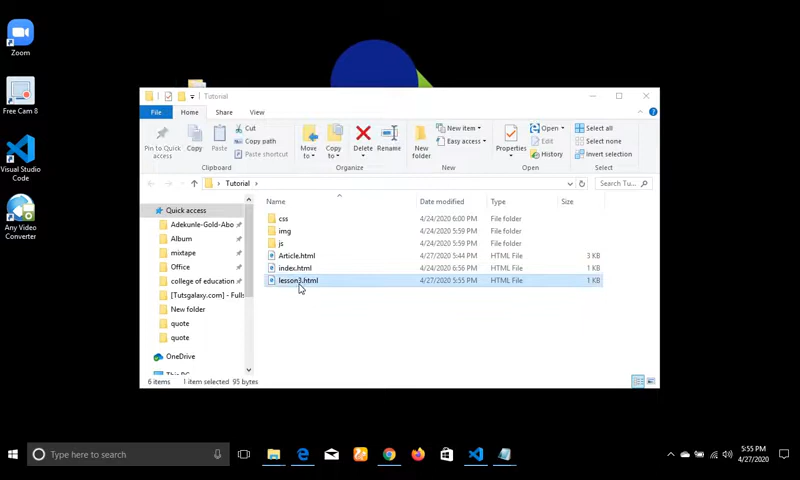 Zoom
Free Cam 8
Visual Studio
Code
Any Video
Converter
Tutorial
File
Home
Share
View
Pin to Quick
access
Copy
Paste
Cut
Copy path
Paste shortcut
Clipboard
Move
to
Copy
to
Delete
Rename
Organize
New
folder
New item
Easy access
New
Properties
Open
Edit
History
Open
Select all
Select none
Invert selection
Select
Tutorial
Search Tu...
Name
Date modified
Type
Size
css
4/24/2020 6:00 PM
File folder
img
4/24/2020 5:59 PM
File folder
js
4/24/2020 5:59 PM
File folder
Article.html
4/27/2020 5:44 PM
HTML File
3 KB
index.html
4/24/2020 6:56 PM
HTML File
1 KB
lesson3.html
4/27/2020 5:55 PM
HTML File
1 KB
Quick access
Adekunle-Gold-Abo
Album
mixtape
Office
college of education
[Tutsgalaxy.com] - Fulls
New folder
quote
quote
OneDrive
6 items
1 item selected 95 bytes
Type here to search
5:55 PM
4/27/2020